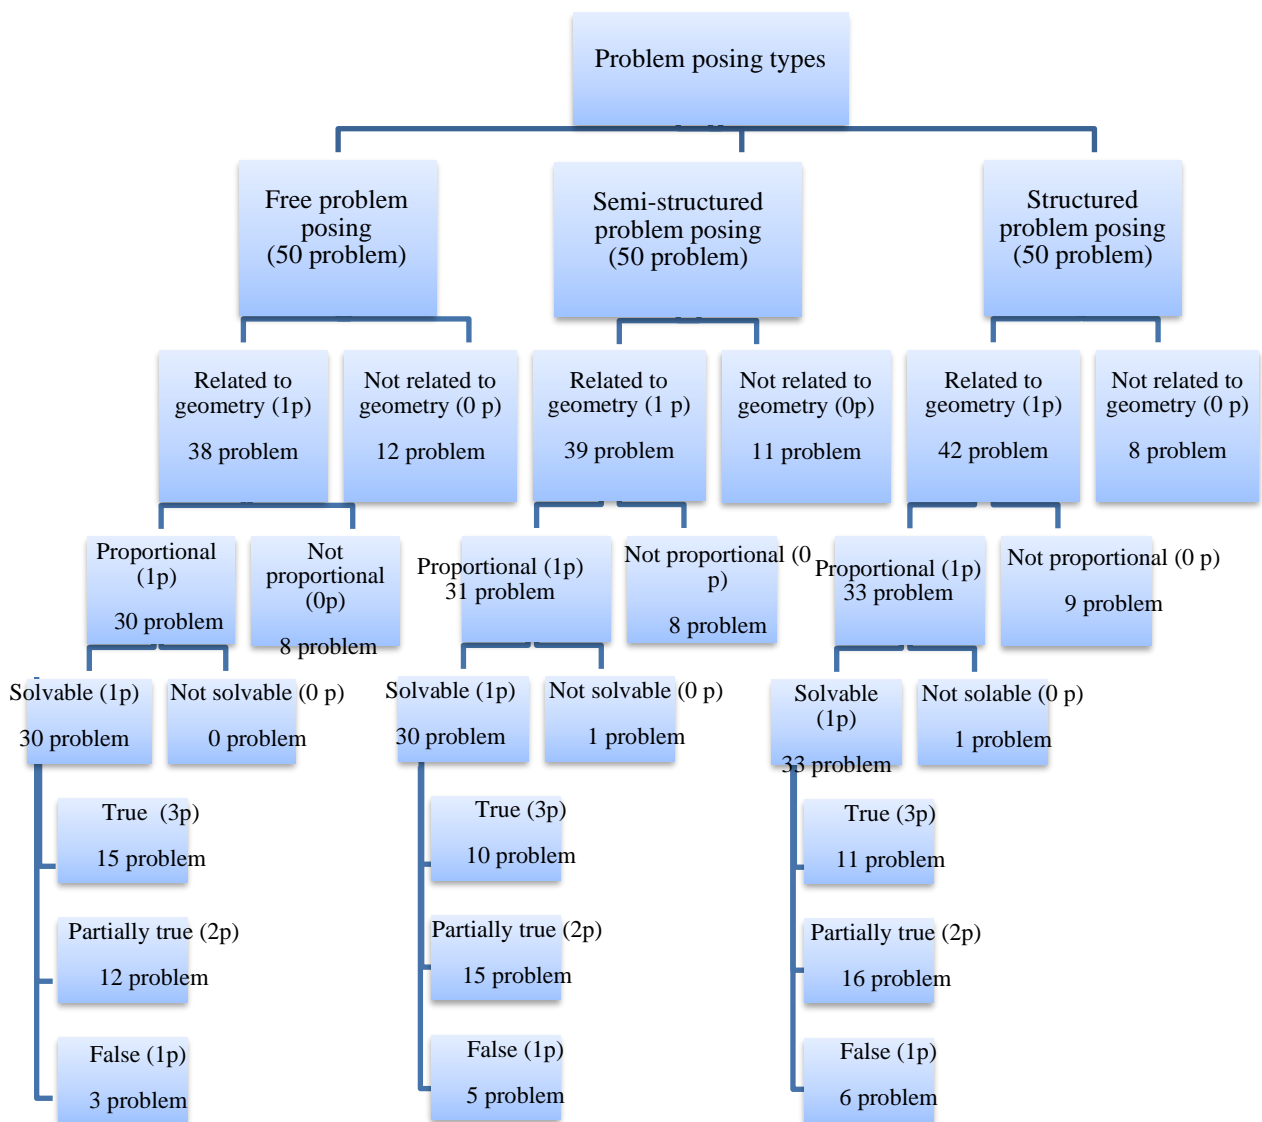 Problem posing types
Free problem
posing
(50 problem)
Semi-structured
problem posing
(50 problem)
Structured
problem posing
(50 problem)
Related to
geometry (1p)
38 problem
Not related to
geometry (0 p)
12 problem
Related to
geometry (1 p)
39 problem
Not related to
geometry (0p)
11 problem
Related to
geometry (1p)
42 problem
Not related to
geometry (0 p)
8 problem
Proportional
(1p)
30 problem
Not
proportional
(0p)
8 problem
Proportional (1p)
31 problem
Not proportional (0
p)
8 problem
Proportional (1p)
33 problem
Not proportional (0 p)
9 problem
Solvable (1p)
30 problem
Not solvable (0 p)
0 problem
Solvable (1p)
30 problem
Not solvable (0 p)
1 problem
Solvable
(1p)
33 problem
Not solable (0 p)
1 problem
True (3p)
15 problem
True (3p)
10 problem
True (3p)
11 problem
Partially true (2p)
12 problem
Partially true (2p)
15 problem
Partially true (2p)
16 problem
False (1p)
3 problem
False (1p)
5 problem
False (1p)
6 problem